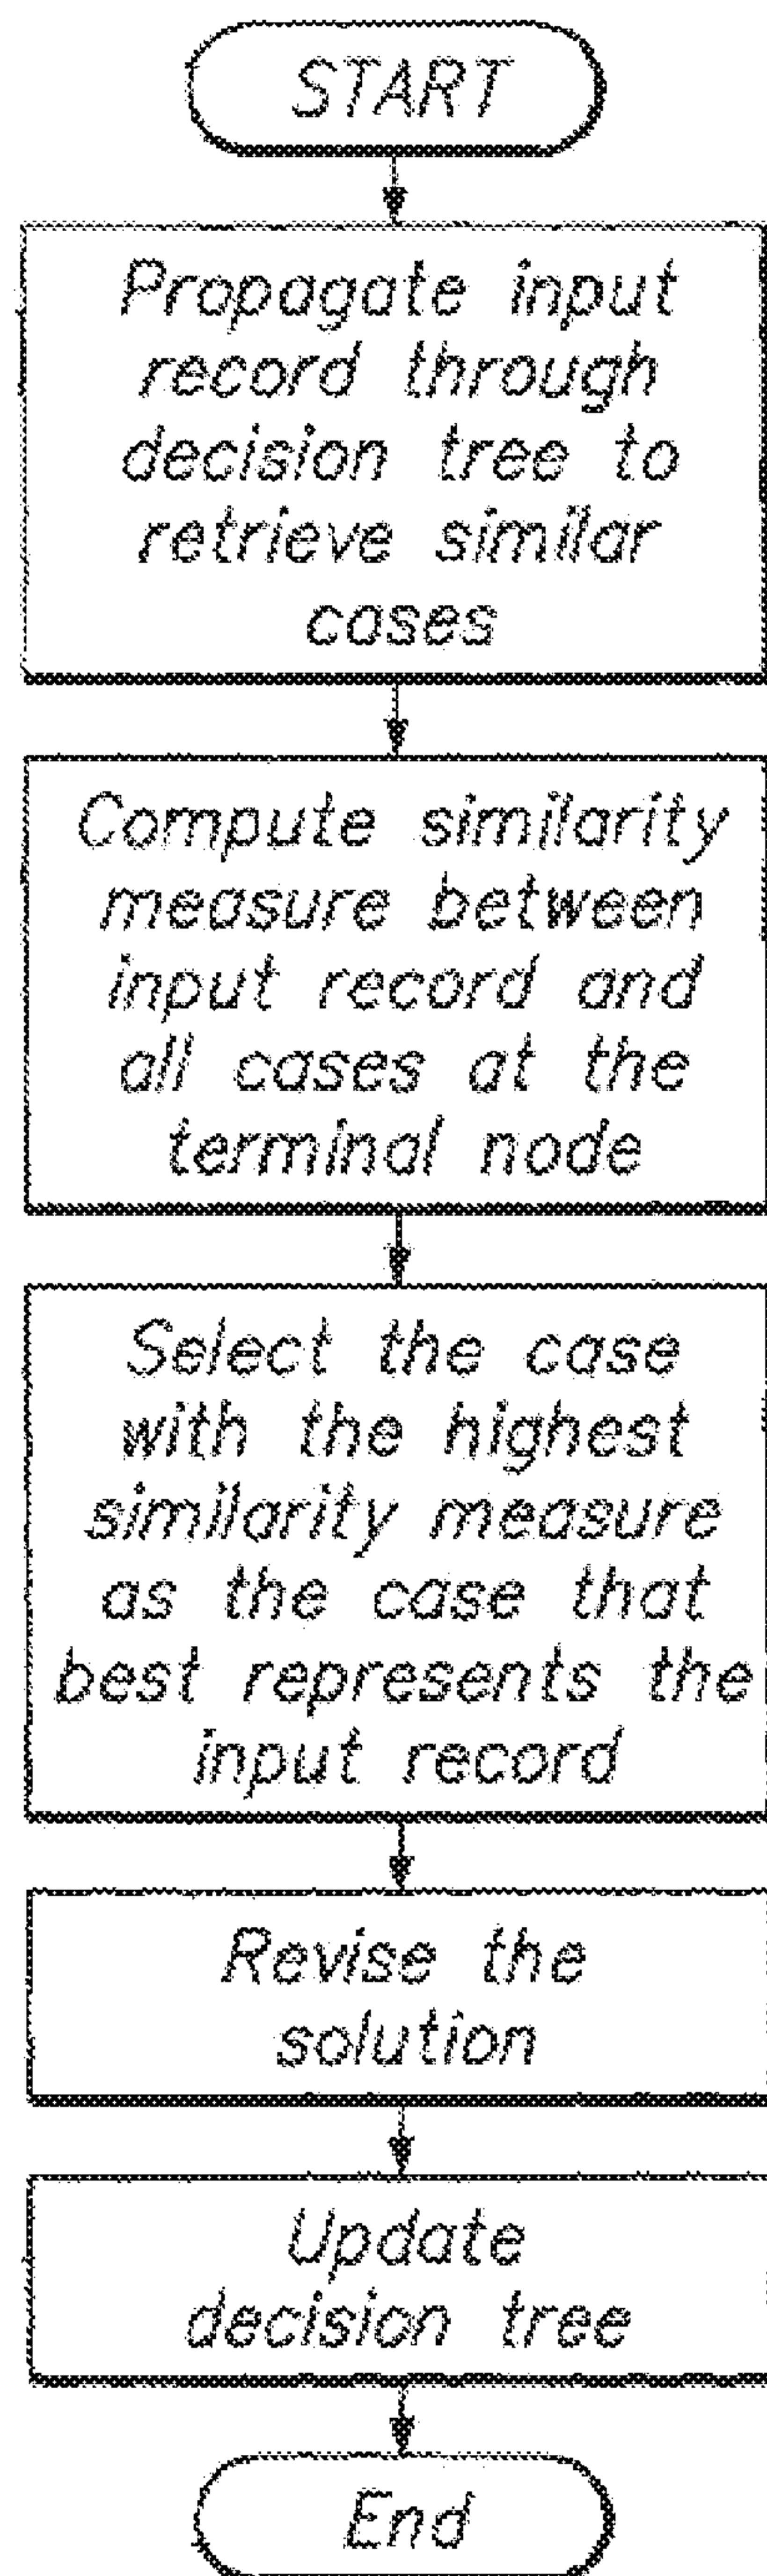 START
Propagate input
record through
decision tree to
retrieve similar
cases
Compute similarity
measure between
input record and
all cases at the
terminal node
Select the case
with the highest
similarity measure
as the case that
best represents the
input record
Revise the
solution
Update
decision tree
End